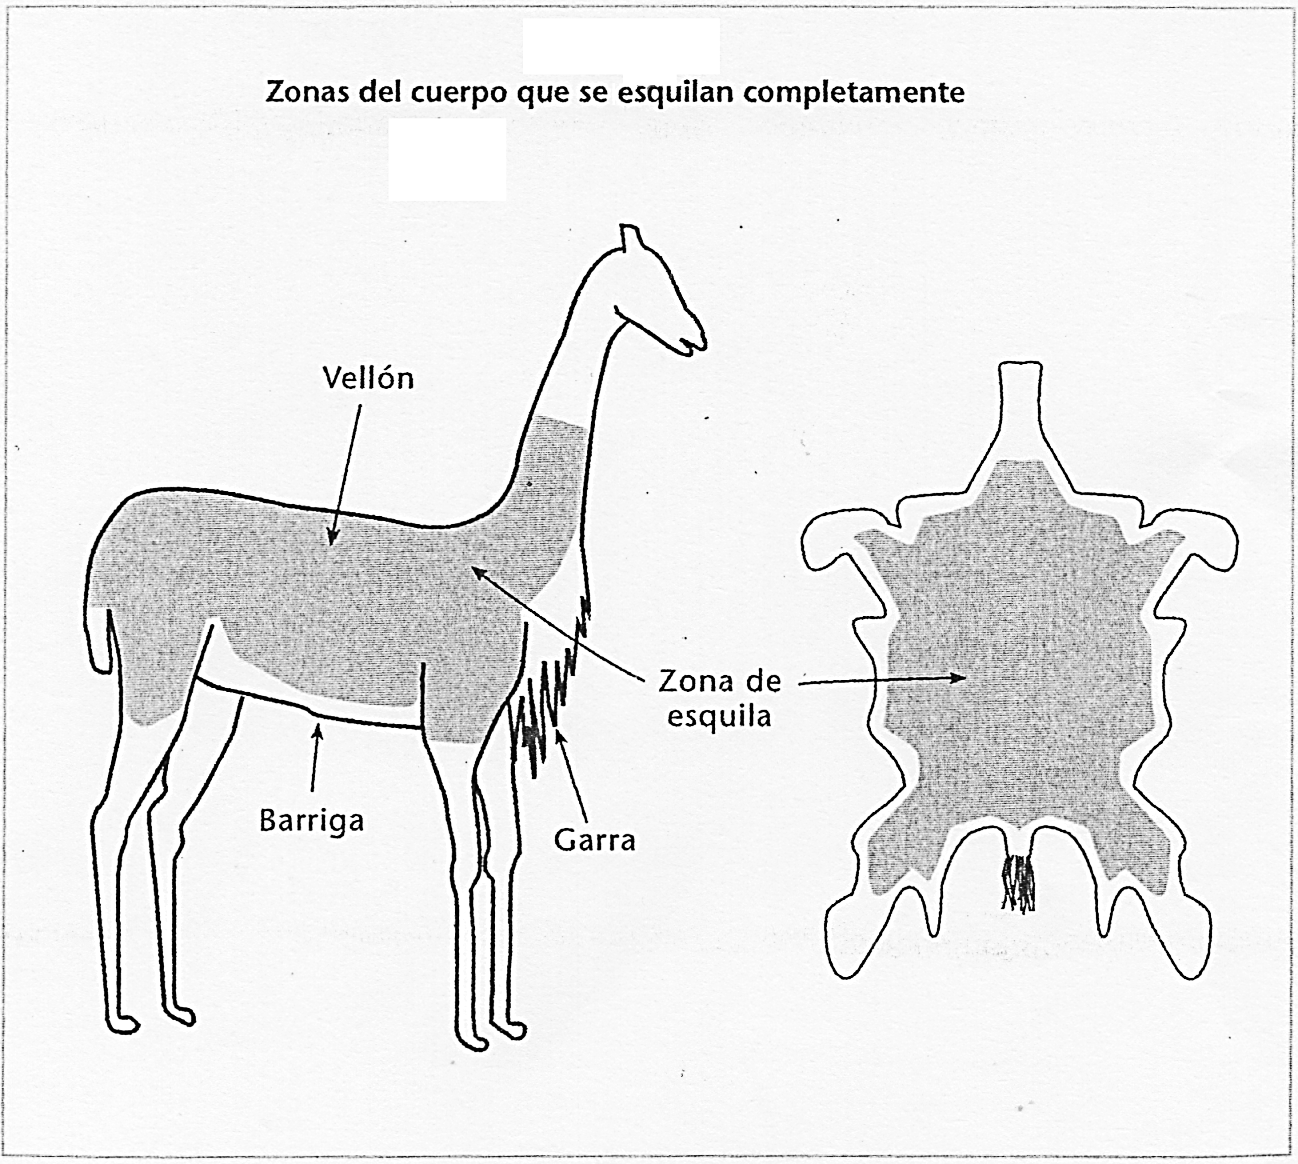 Zonas del cuerpo que se esquilan completamente
Vellón
Zona de
esquila
Barriga
Garra